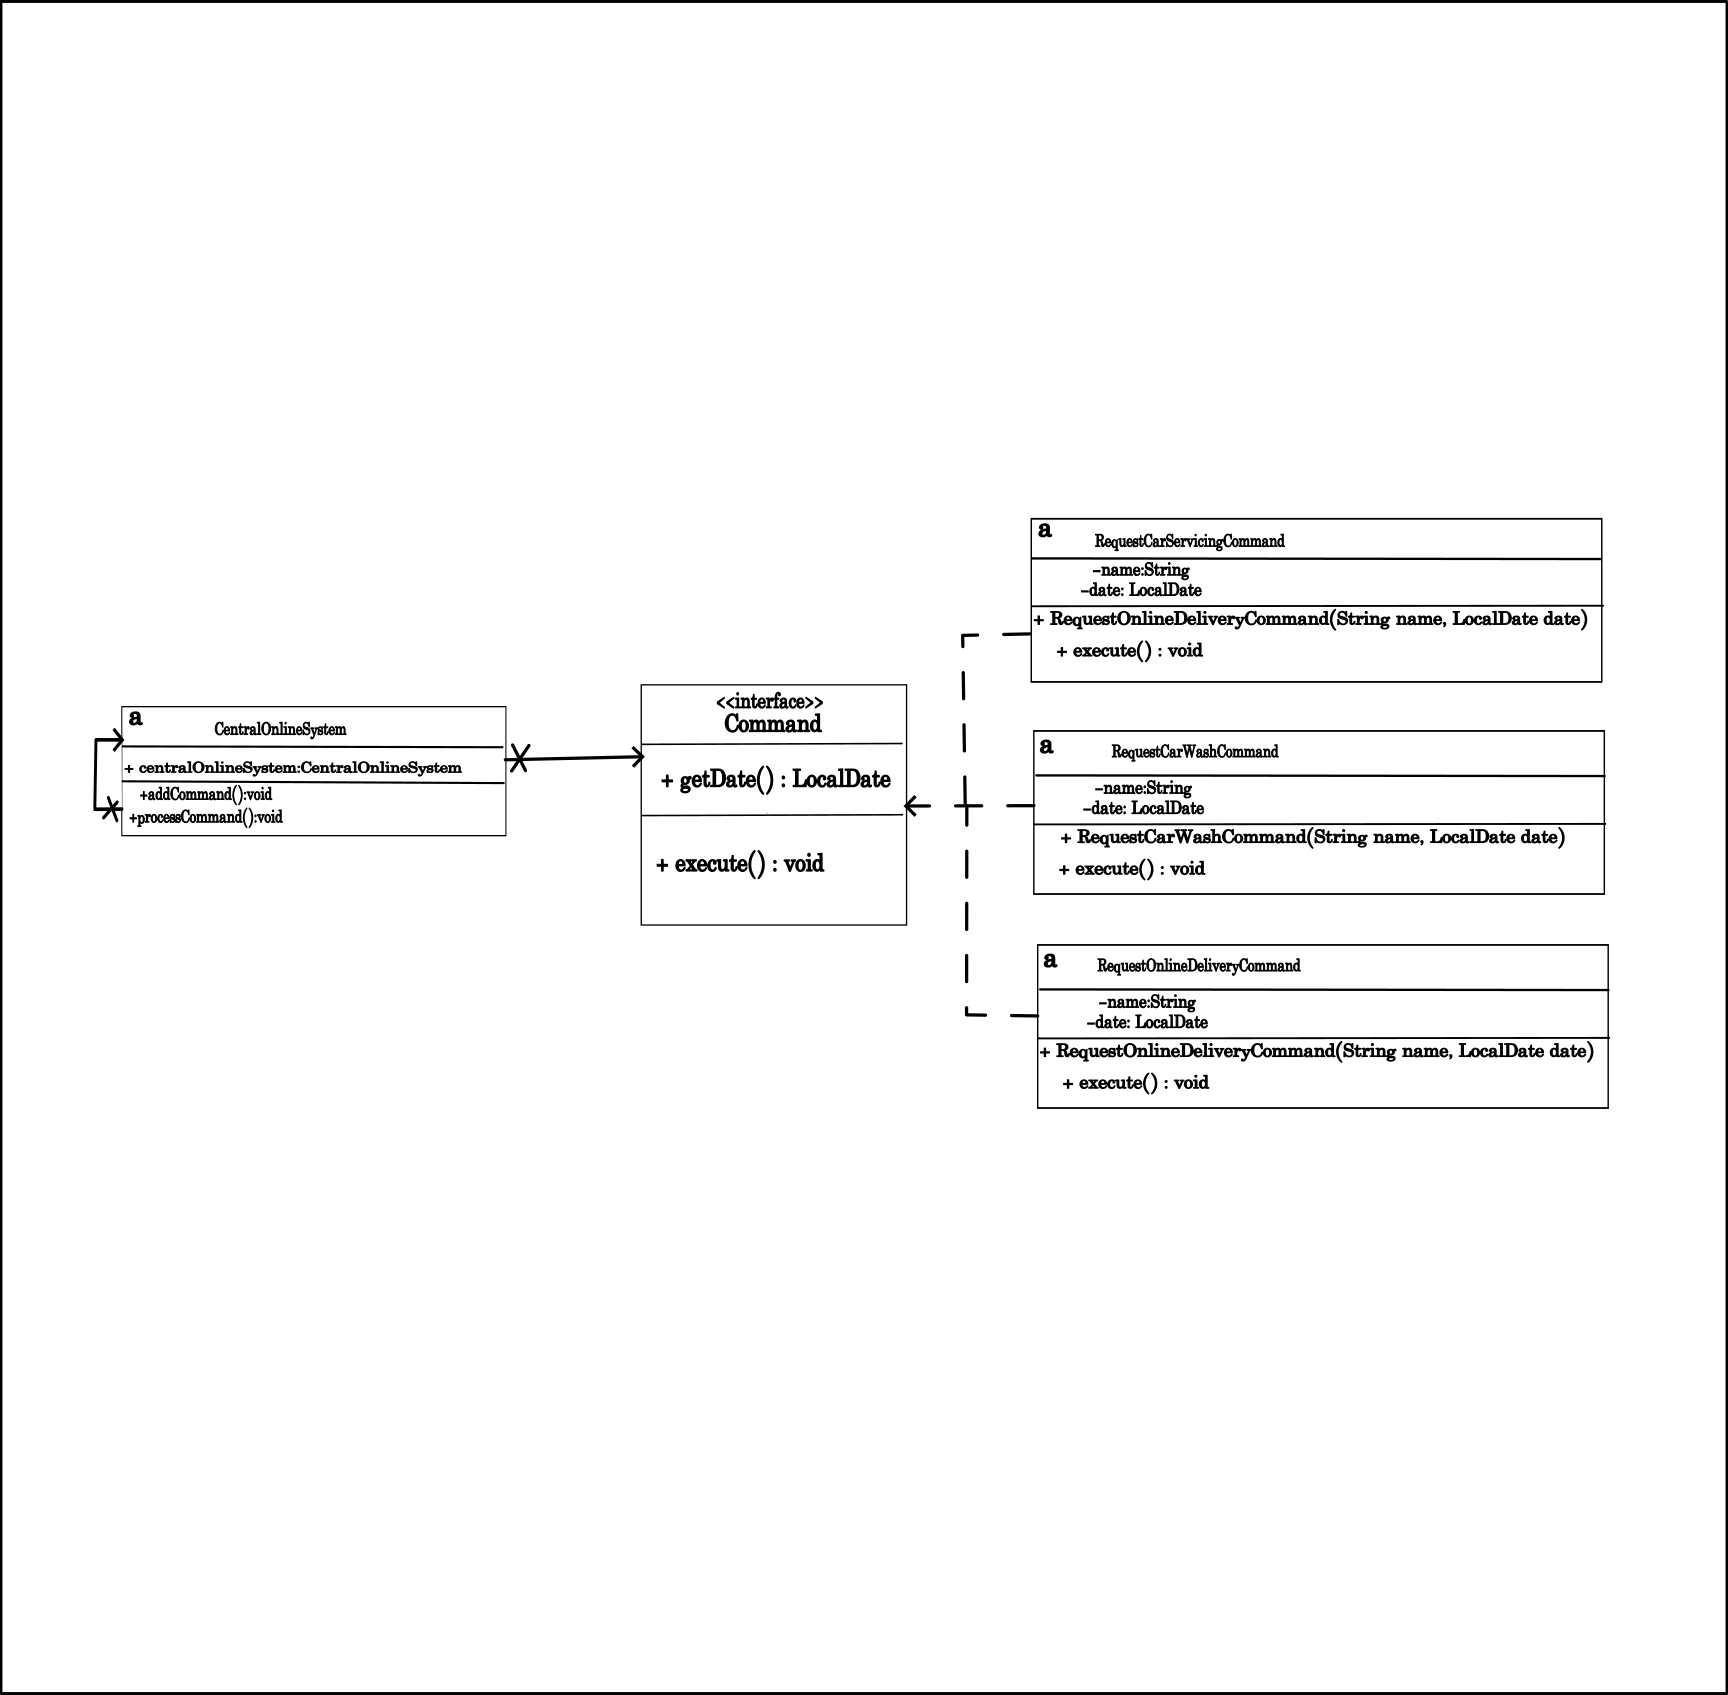 a
CentralOnlineSystem
+ centralOnlineSystem:CentralOnlineSystem
+addCommand():void
+processCommand():void
<<interface>>
Command
+ getDate() : LocalDate
+ execute() : void
a
RequestCarServicingCommand
-name:String
-date: LocalDate
+ RequestOnlineDeliveryCommand(String name, LocalDate date)
+ execute() : void
a
RequestCarWashCommand
-name:String
-date: LocalDate
+ RequestCarWashCommand(String name, LocalDate date)
+ execute() : void
a
RequestOnlineDeliveryCommand
-name:String
-date: LocalDate
+ RequestOnlineDeliveryCommand(String name, LocalDate date)
+ execute() : void